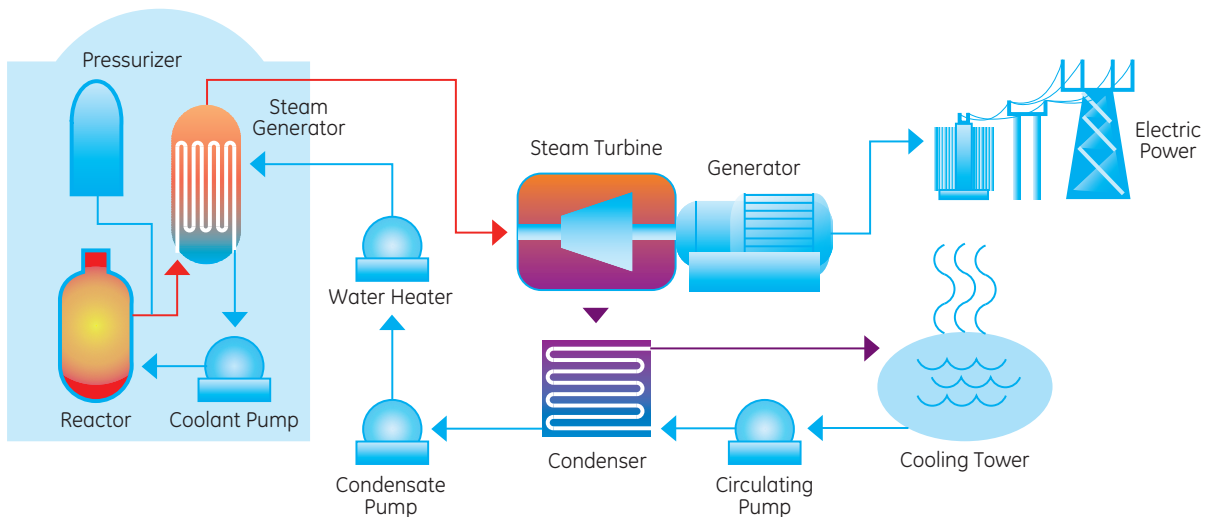 Pressurizer
Steam
Generator
Steam Turbine
Generator
Electric
Power
Water Heater
Reactor
Coolant Pump
Condensate
Pump
Condenser
Circulating
Pump
Cooling Tower